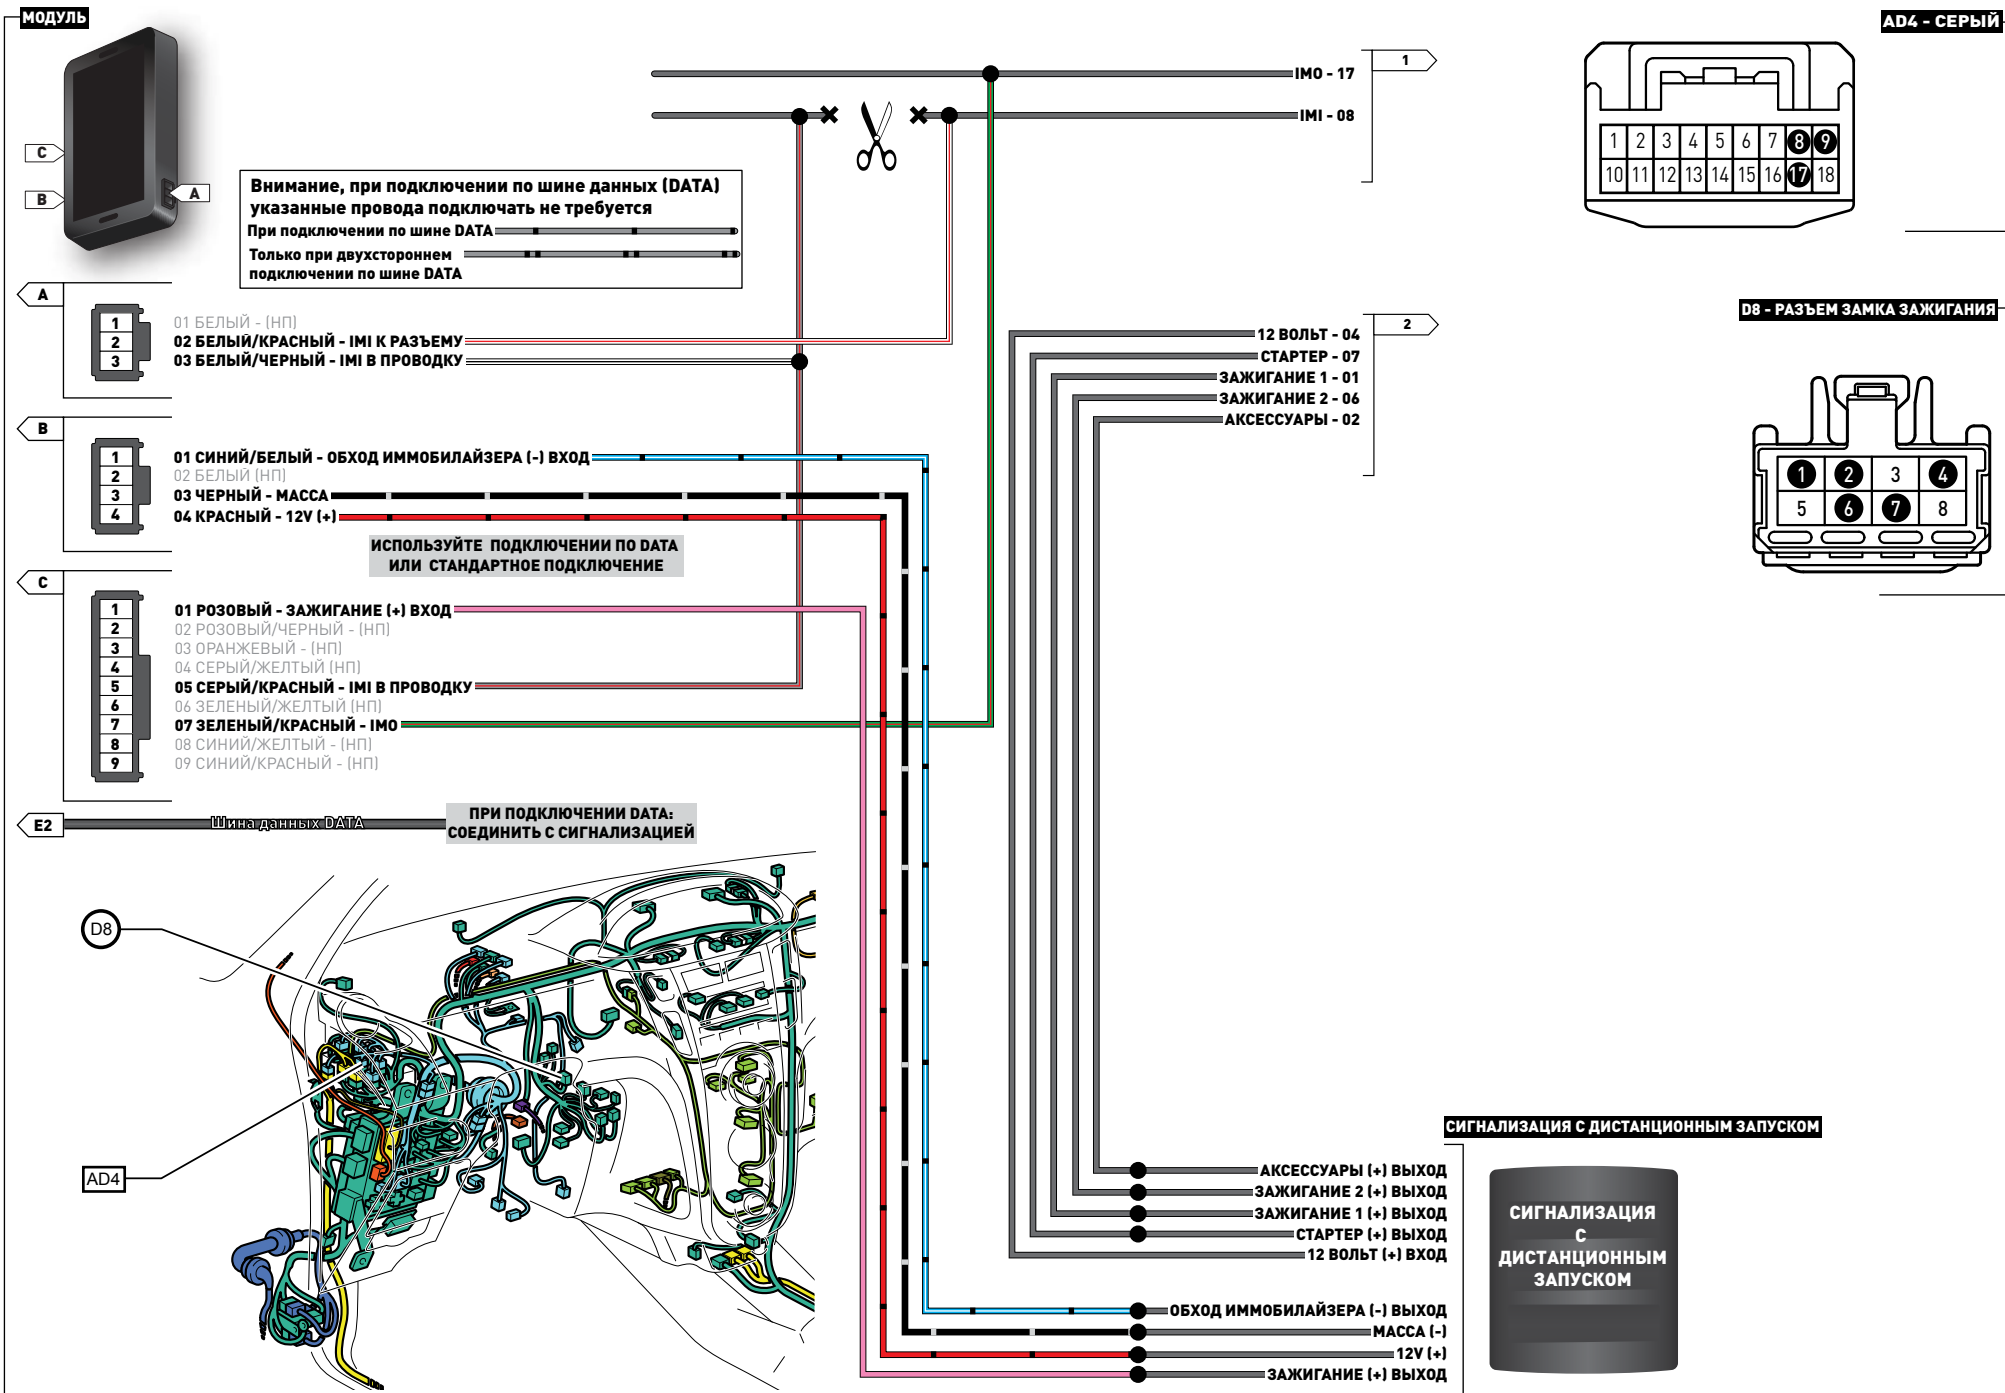 МОДУЛЬ
AD4 - СЕРЫЙ
IMO - 17
1
IMI - 08
1 2 3 4 5 6 7 8 9
10 11 12 13 14 15 16 17 18
C
B
A
Внимание, при подключении по шине данных (DATA)
указанные провода подключать не требуется
При подключении по шине DATA
Только при двухстороннем
подключении по шине DATA
A
1 01 БЕЛЫЙ - (НП)
2 02 БЕЛЫЙ/КРАСНЫЙ - IMI К РАЗЪЕМУ
3 03 БЕЛЫЙ/ЧЕРНЫЙ - IMI В ПРОВОДКУ
D8 - РАЗЪЕМ ЗАМКА ЗАЖИГАНИЯ
2
12 ВОЛЬТ - 04
СТАРТЕР - 07
ЗАЖИГАНИЕ 1 - 01
ЗАЖИГАНИЕ 2 - 06
АКСЕССУАРЫ - 02
1 2 3 4
5 6 7 8
B
1 01 СИНИЙ/БЕЛЫЙ - ОБХОД ИММОБИЛАЙЗЕРА (-) ВХОД
2 02 БЕЛЫЙ (НП)
3 03 ЧЕРНЫЙ - МАССА
4 04 КРАСНЫЙ - 12V (+)
ИСПОЛЬЗУЙТЕ ПОДКЛЮЧЕНИИ ПО DATA
ИЛИ СТАНДАРТНОЕ ПОДКЛЮЧЕНИЕ
C
1 01 РОЗОВЫЙ - ЗАЖИГАНИЕ (+) ВХОД
2 02 РОЗОВЫЙ/ЧЕРНЫЙ - (НП)
3 03 ОРАНЖЕВЫЙ - (НП)
4 04 СЕРЫЙ/ЖЕЛТЫЙ (НП)
5 05 СЕРЫЙ/КРАСНЫЙ - IMI В ПРОВОДКУ
6 06 ЗЕЛЕНЫЙ/ЖЕЛТЫЙ (НП)
7 07 ЗЕЛЕНЫЙ/КРАСНЫЙ - IMO
8 08 СИНИЙ/ЖЕЛТЫЙ - (НП)
9 09 СИНИЙ/КРАСНЫЙ - (НП)
E2
Шина данных DATA
ПРИ ПОДКЛЮЧЕНИИ DATA:
СОЕДИНИТЬ С СИГНАЛИЗАЦИЕЙ
D8
AD4
СИГНАЛИЗАЦИЯ С ДИСТАНЦИОННЫМ ЗАПУСКОМ
АКСЕССУАРЫ (+) ВЫХОД
ЗАЖИГАНИЕ 2 (+) ВЫХОД
ЗАЖИГАНИЕ 1 (+) ВЫХОД
СТАРТЕР (+) ВЫХОД
12 ВОЛЬТ (+) ВХОД
ОБХОД ИММОБИЛАЙЗЕРА (-) ВЫХОД
МАССА (-)
12V (+)
ЗАЖИГАНИЕ (+) ВЫХОД
СИГНАЛИЗАЦИЯ
С
ДИСТАНЦИОННЫМ
ЗАПУСКОМ